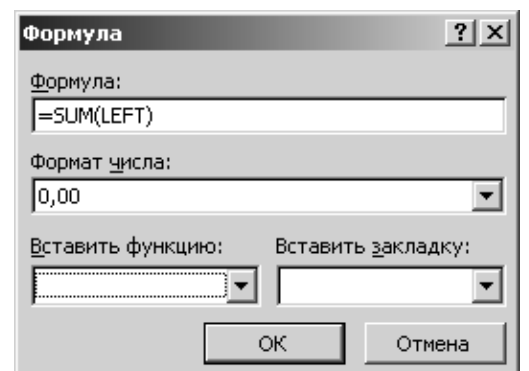 Формула
Формула:
=SUM(LEFT)
Формат числа:
0,00
Вставить функцию: Вставить закладку:
ОК Отмена